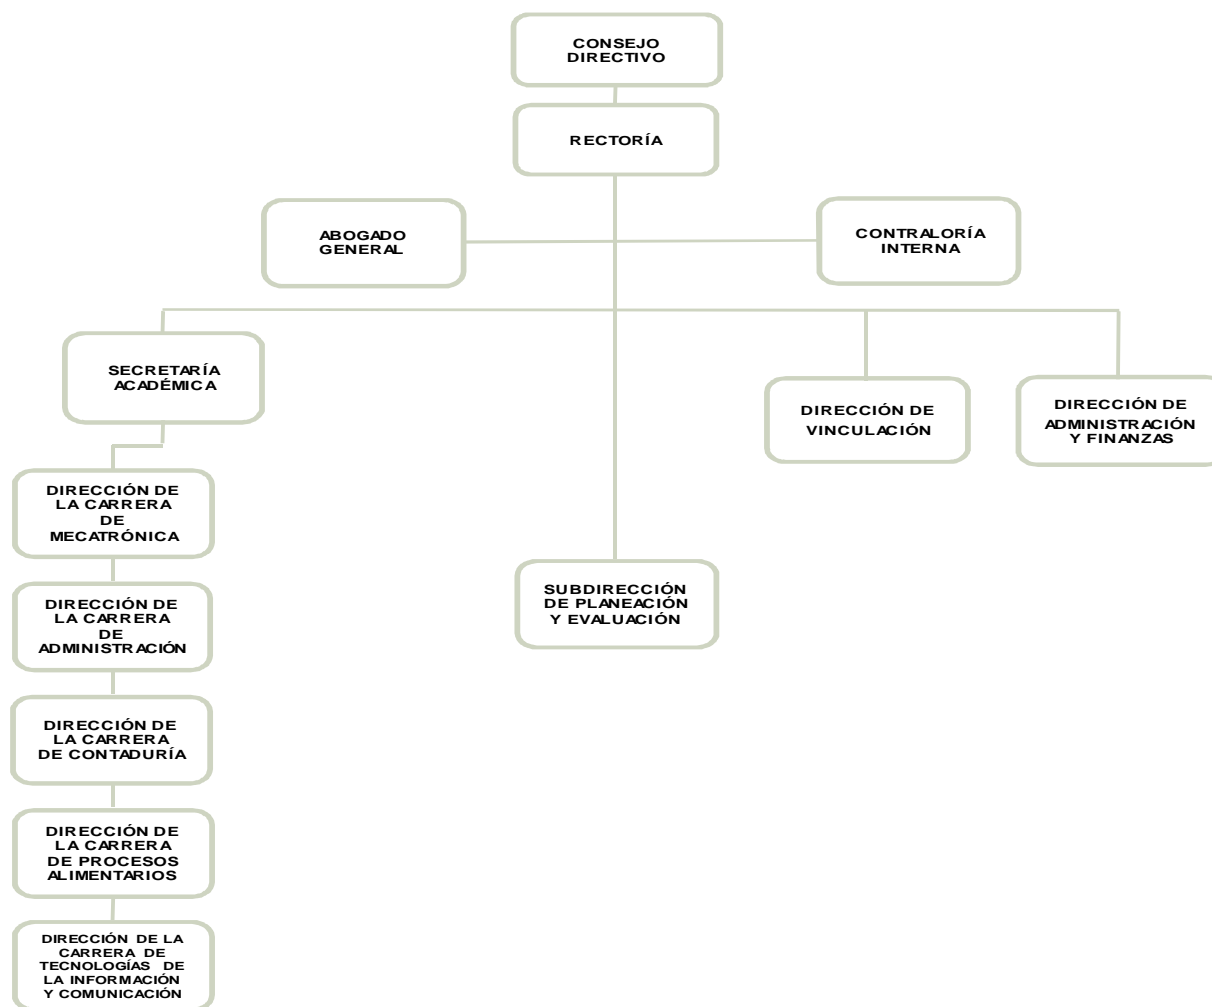 CONSEJO
DIRECTIVO
RECTORÍA
ABOGADO
GENERAL
CONTRALORÍA
INTERNA
SECRETARÍA
ACADÉMICA
DIRECCIÓN DE
VINCULACIÓN
DIRECCIÓN DE
ADMINISTRACIÓN
Y FINANZAS
DIRECCIÓN DE
LA CARRERA
DE
MECATRÓNICA
SUBDIRECCIÓN
DE PLANEACIÓN
Y EVALUACIÓN
DIRECCIÓN DE
LA CARRERA
DE
ADMINISTRACIÓN
DIRECCIÓN DE
LA CARRERA
DE CONTADURÍA
DIRECCIÓN DE
LA CARRERA
DE PROCESOS
ALIMENTARIOS
DIRECCIÓN DE LA
CARRERA DE
TECNOLOGÍAS DE
LA INFORMACIÓN
Y COMUNICACIÓN